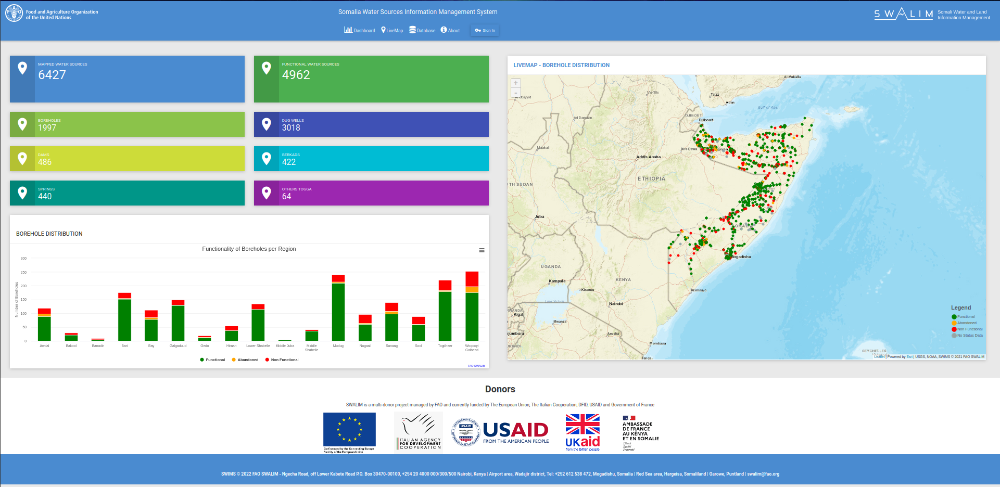 Food and Agriculture Organization
of the United Nations
Somalia Water Sources Information Management System
Dashboard
LiveMap
Database
About
Sign In
SWALIM
Somali Water and Land
Information Management
MAPPED WATER SOURCES
6427
FUNCTIONAL WATER SOURCES
4962
BOREHOLES
1997
DUG WELLS
3018
DAMS
486
BERKADS
422
SPRINGS
440
OTHERS TOGGA
64
BOREHOLE DISTRIBUTION
Functionality of Boreholes per Region
Number of Boreholes
300
250
200
150
100
50
0
Awdal
Bakool
Banadir
Bari
Bay
Galgaduud
Gedo
Hiraan
Lower Shabelle
Middle Juba
Middle
Shabelle
Mudug
Nugaal
Sanaag
Sool
Togdheer
Woqooyi
Galbeed
Functional
Abandoned
Non Functional
FAO SWALIM
LIVEMAP - BOREHOLE DISTRIBUTiON
+
-
Al Mukalla
Mek'Ele
Taizz
Aden
Gulf of Aden
DJIBOUTI
Djibouti
Ad Damazin
Malakal
Dire Dawa
Addis Ababa
ETHIOPIA
TH SUDAN
Juba
SOMALIA
Mogadishu
UGANDA
Kampala
Kisumu
KENYA
Kismaayo
Lake Victoria
Nairobi
RWANDA
Kigali
Mwanza
jumbura
Arusha
BURUNDI
Mombasa
Tanga
SEYCHELLES
Legend
Functional
Abandoned
Non Functional
No Status Data
Leaflet | Powered by Esri | USGS, NOAA, SWIMS © 2021 FAO SWALIM
Donors
SWALIM is a multi-donor project managed by FAO and currently funded by The European Union, The Italian Cooperation, DFID, USAID and Government of France
Co-financed by the Connecting Europe
Facility of the European Union
ITALIAN AGENCY
FOR DEVELOPMENT
COOPERATION
USAID
USAID
FROM THE AMERICAN PEOPLE
UKaid
from the British people
AMBASSADE
DE FRANCE
AU KÉNYA
ET EN SOMALIE
Liberté
Égalité
Fraternité
SWIMS © 2022 FAO SWALIM - Ngecha Road, off Lower Kabete Road P.O. Box 30470-00100, +254 20 4000 000/300/500 Nairobi, Kenya | Airport area, Wadajir district, Tel: +252 612 538 472, Mogadishu, Somalia | Red Sea area, Hargeisa, Somaliland | Garowe, Puntland | swalim@fao.org